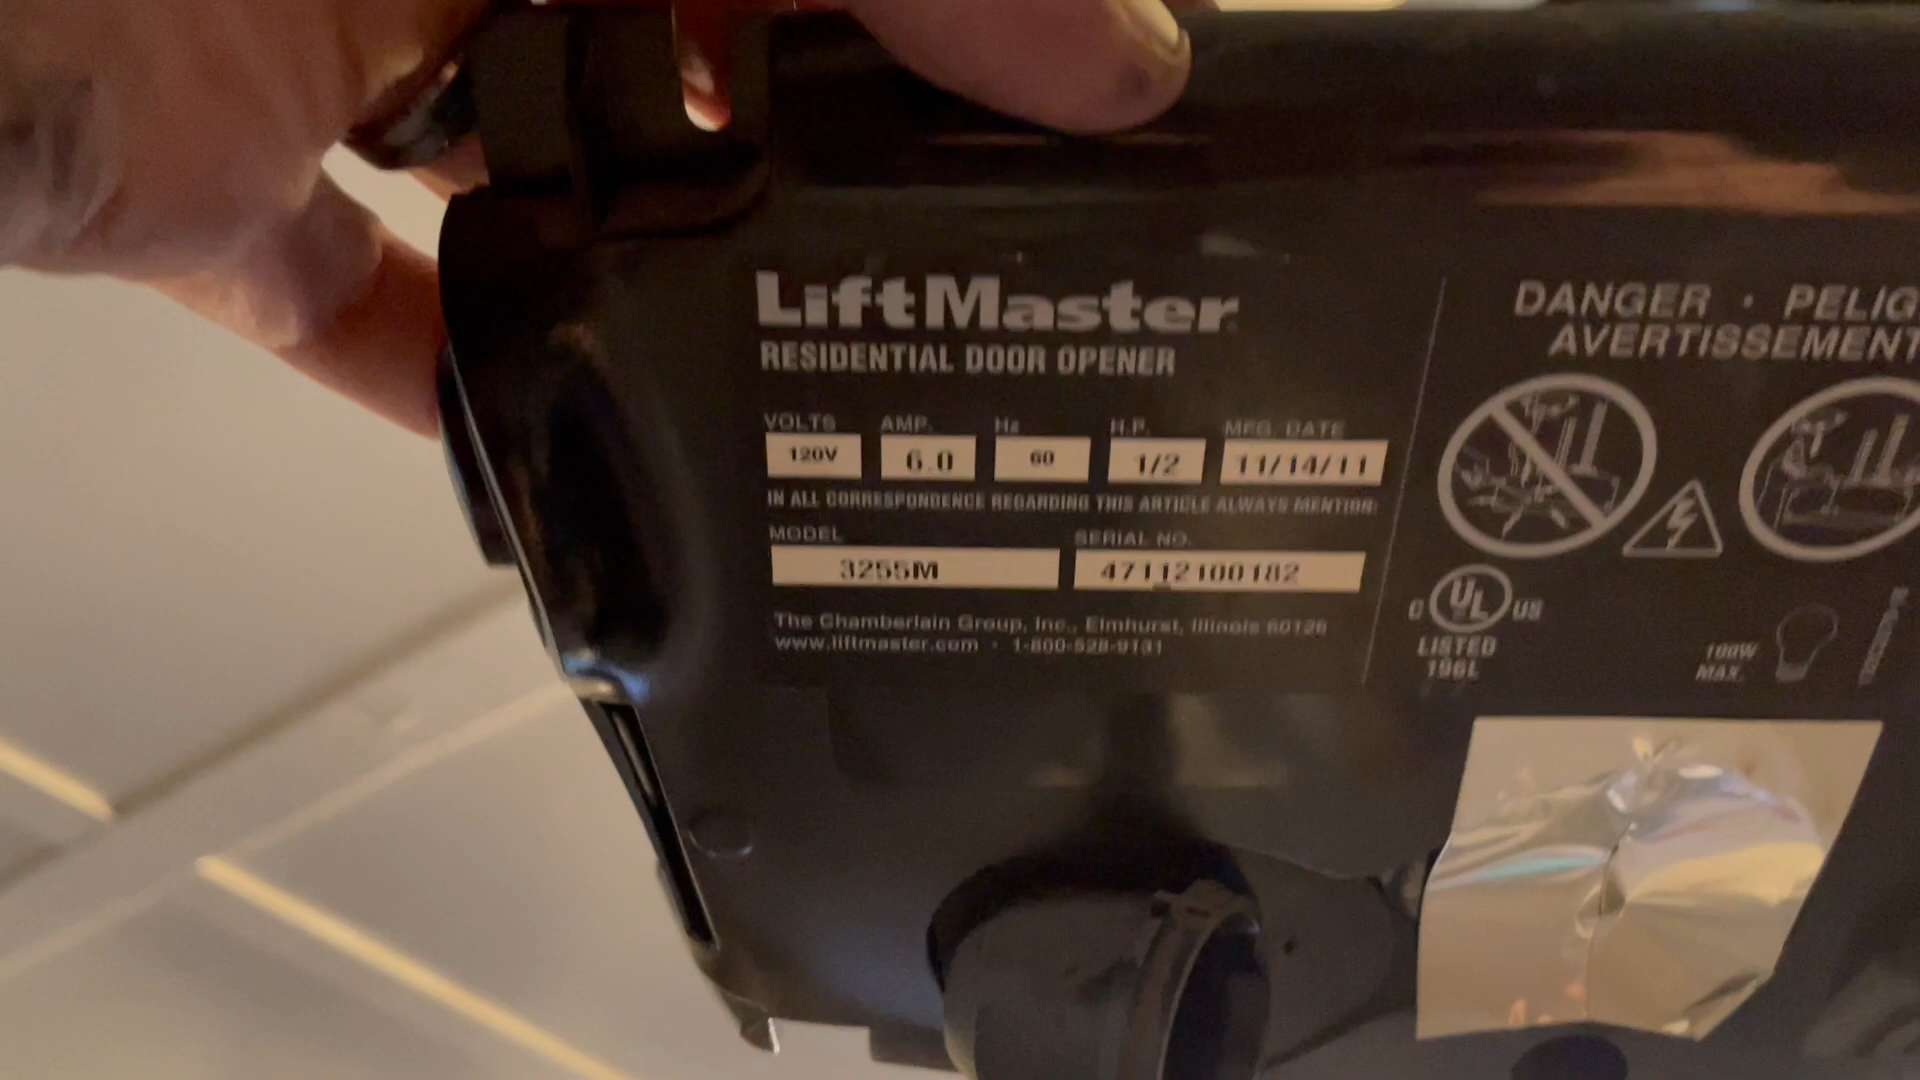 LiftMaster
RESIDENTIAL DOOR OPENER
VOLTS AMP. Hz H.P. MFG. DATE
120V 6.0 60 1/2 11/14/11
IN ALL CORRESPONDENCE REGARDING THIS ARTICLE ALWAYS MENTION:
MODEL SERIAL NO.
3255M 47112100182
The Chamberlain Group, Inc., Elmhurst, Illinois 60126
www.liftmaster.com · 1-800-528-9131
DANGER · PELIG
AVERTISSEMENT
C UL US
LISTED
196L
100W
MAX.